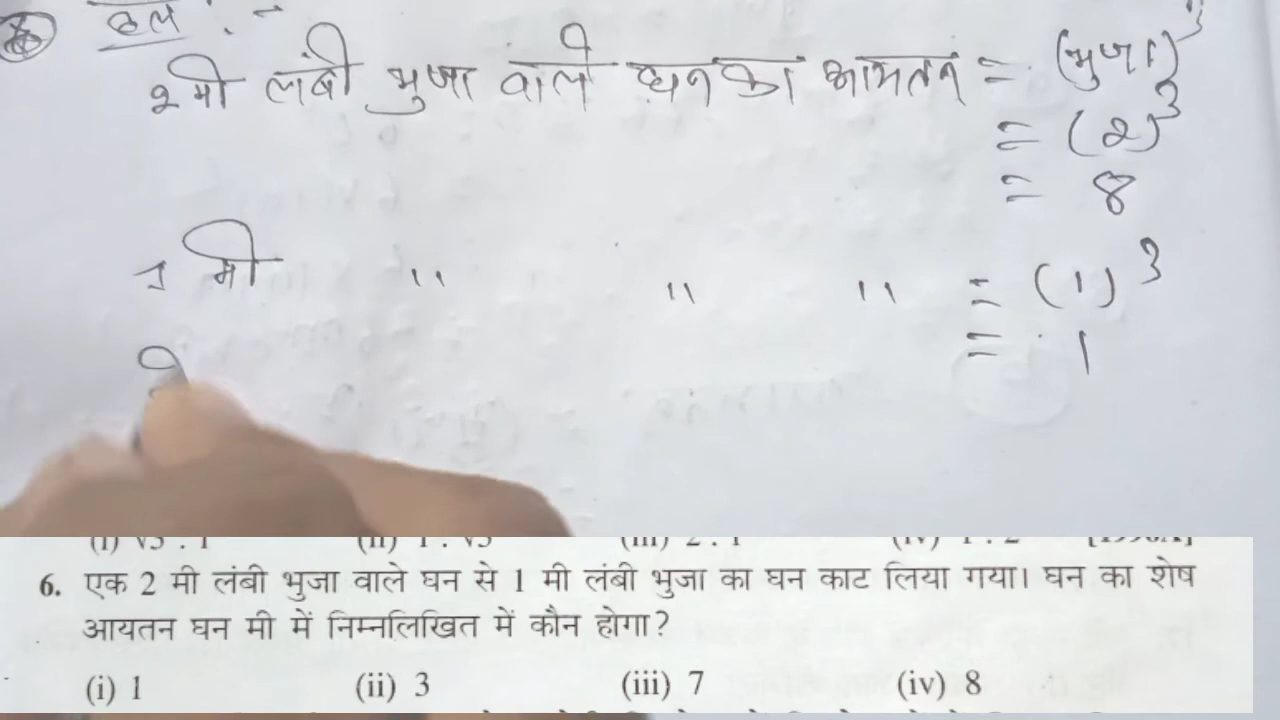 हल :-
2 मी लंबी भुजा वाले घन का आयतन = (भुजा)³
= (2)³
= 8
1 मी " " " = (1)³
= 1
6. एक 2 मी लंबी भुजा वाले घन से 1 मी लंबी भुजा का घन काट लिया गया। घन का शेष
आयतन घन मी में निम्नलिखित में कौन होगा?
(i) 1 (ii) 3 (iii) 7 (iv) 8